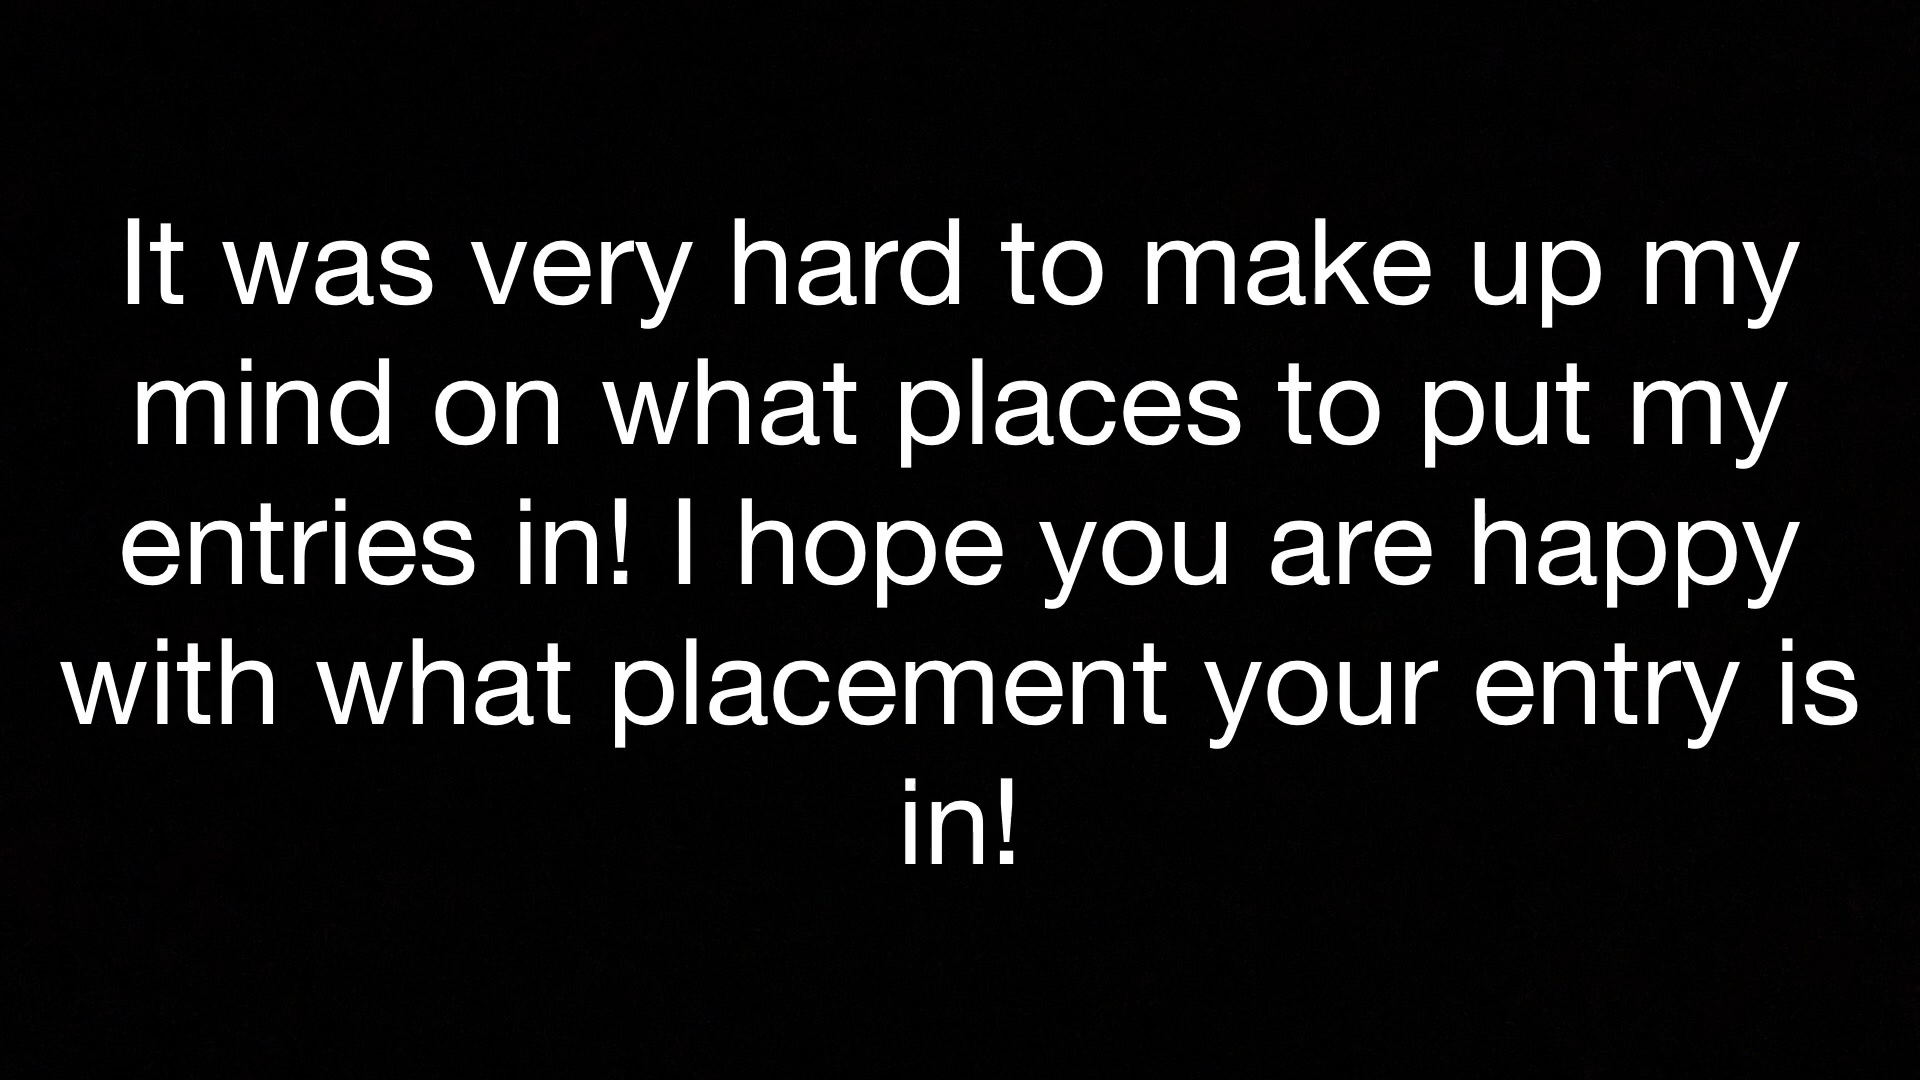 It was very hard to make up my
mind on what places to put my
entries in! I hope you are happy
with what placement your entry is
in!